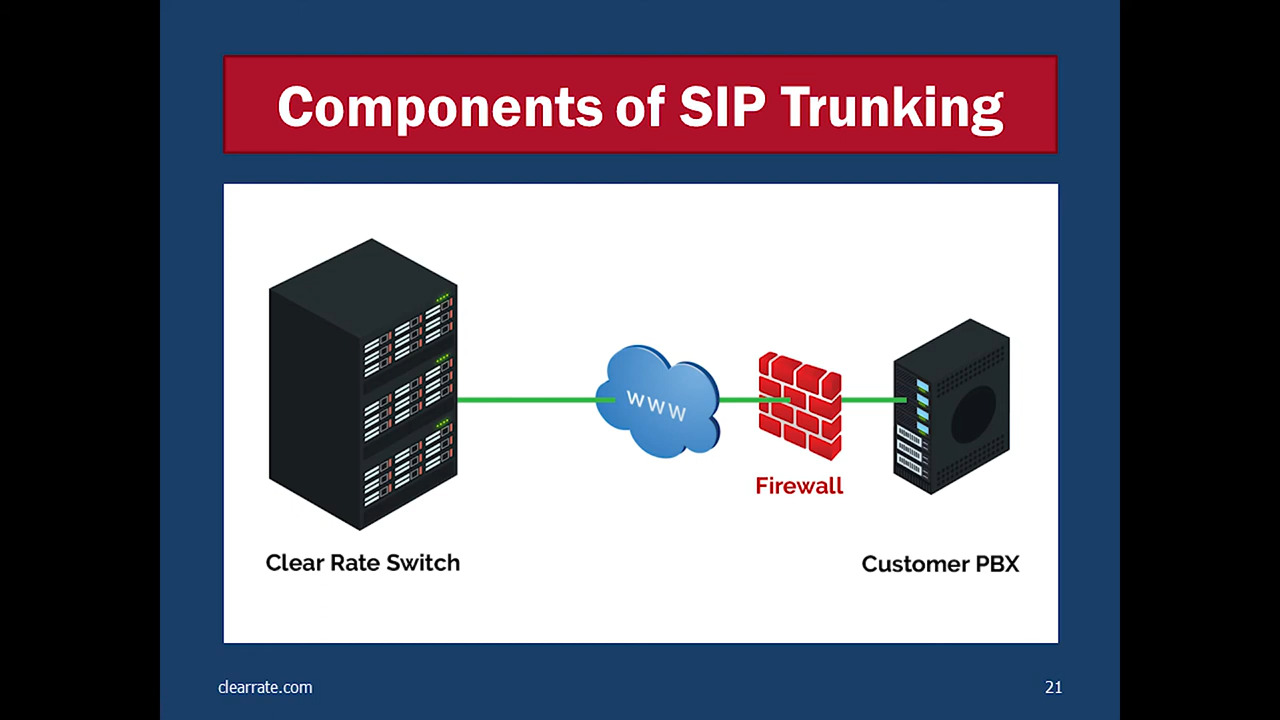 Components of SIP Trunking
WWW
Firewall
Clear Rate Switch
Customer PBX
clearrate.com
21